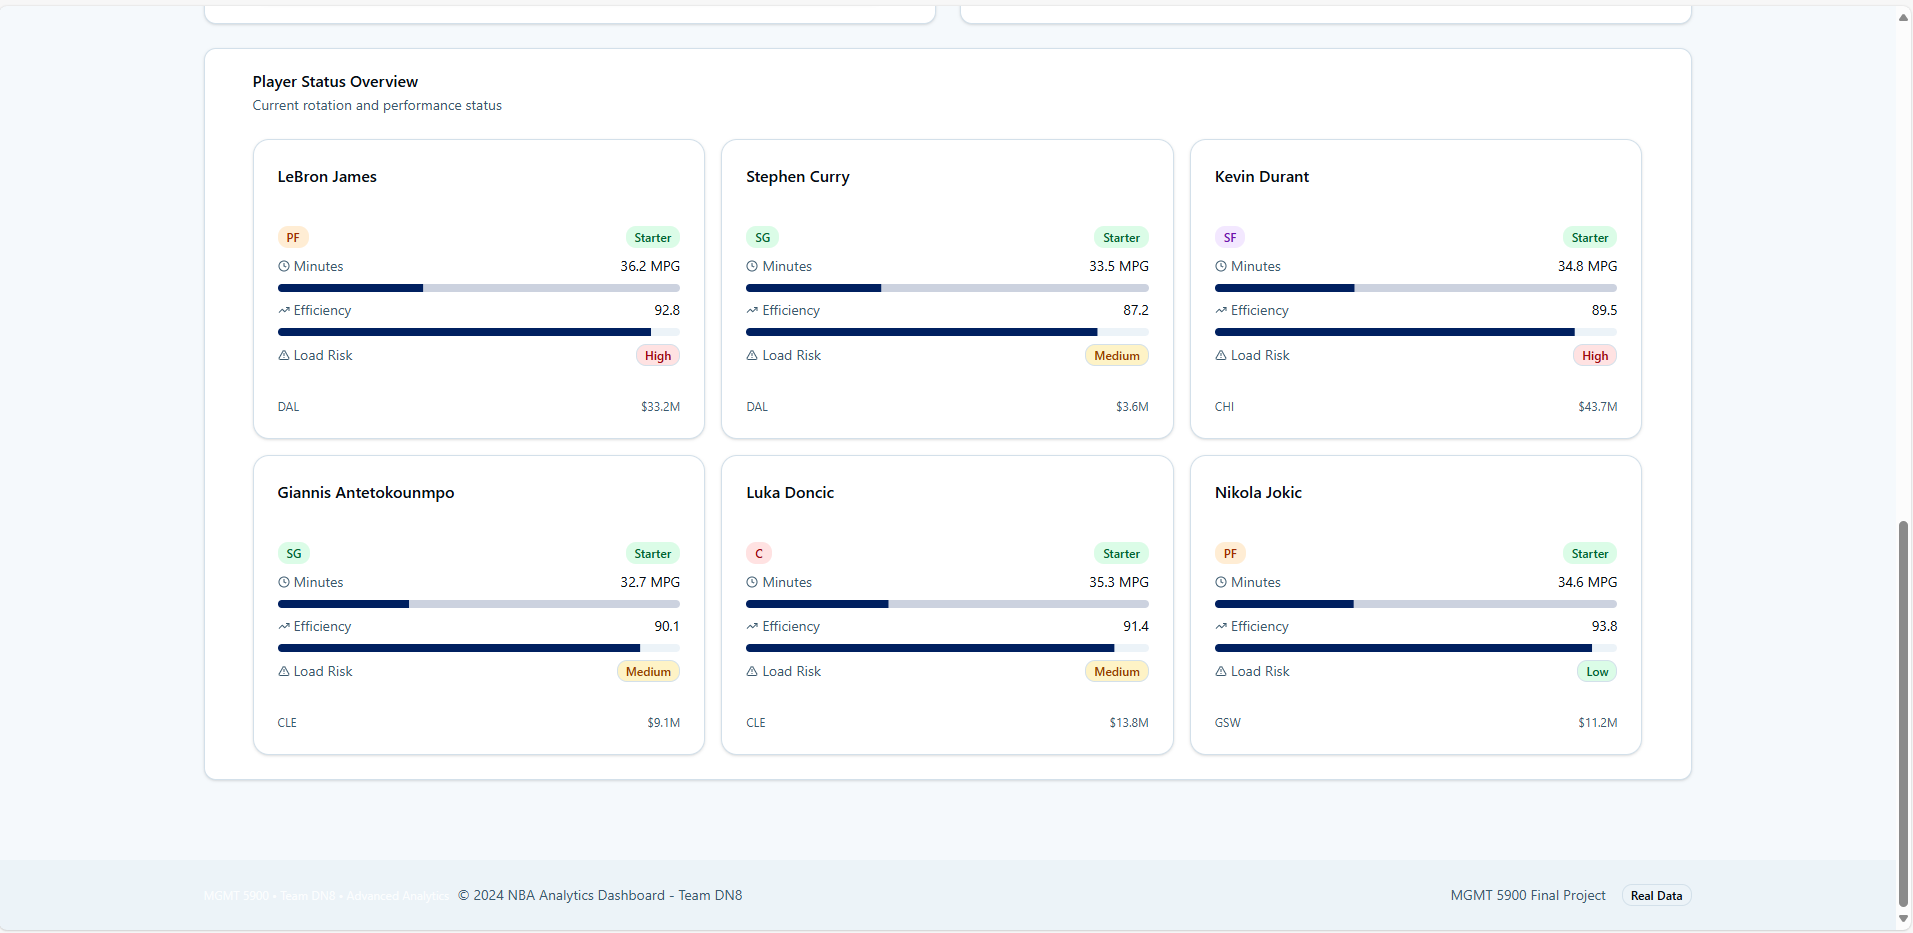 Player Status Overview
Current rotation and performance status
LeBron James
PF Starter
Minutes 36.2 MPG
Efficiency 92.8
Load Risk High
DAL $33.2M
Stephen Curry
SG Starter
Minutes 33.5 MPG
Efficiency 87.2
Load Risk Medium
DAL $3.6M
Kevin Durant
SF Starter
Minutes 34.8 MPG
Efficiency 89.5
Load Risk High
CHI $43.7M
Giannis Antetokounmpo
SG Starter
Minutes 32.7 MPG
Efficiency 90.1
Load Risk Medium
CLE $9.1M
Luka Doncic
C Starter
Minutes 35.3 MPG
Efficiency 91.4
Load Risk Medium
CLE $13.8M
Nikola Jokic
PF Starter
Minutes 34.6 MPG
Efficiency 93.8
Load Risk Low
GSW $11.2M
MGMT 5900 • Team DN8 • Advanced Analytics © 2024 NBA Analytics Dashboard - Team DN8 MGMT 5900 Final Project Real Data